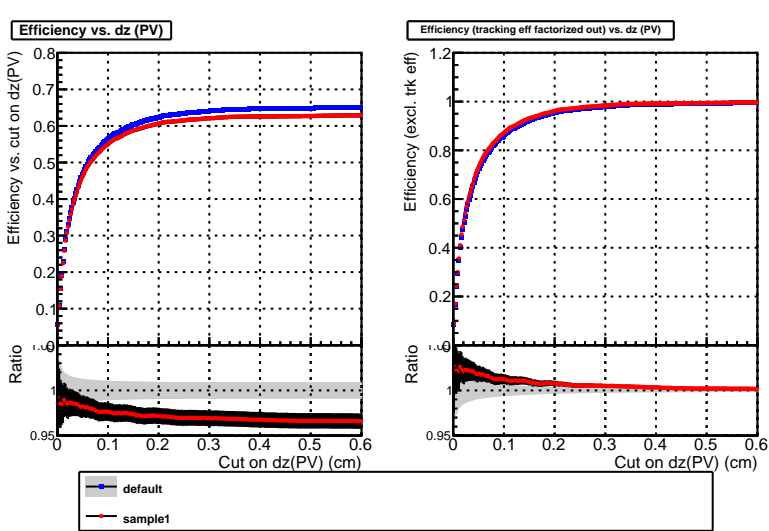 Efficiency vs. dz (PV)
Efficiency vs. cut on dz(PV)
0.8
0.7
0.6
0.5
0.4
0.3
0.2
0.1
0
Ratio
1
0.95
0 0.1 0.2 0.3 0.4 0.5 0.6
Cut on dz(PV) (cm)
Efficiency (tracking eff factorized out) vs. dz (PV)
Efficiency (excl. trk eff)
1.2
1
0.8
0.6
0.4
0.2
0
Ratio
1
0.95
0 0.1 0.2 0.3 0.4 0.5 0.6
Cut on dz(PV) (cm)
default
sample1